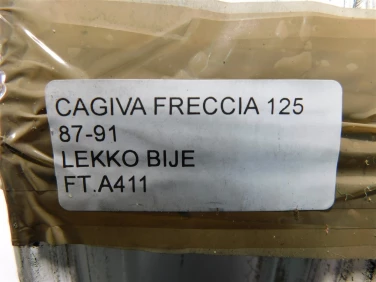 CAGIVA FRECCIA 125
87-91
LEKKO BIJE
FT.A411